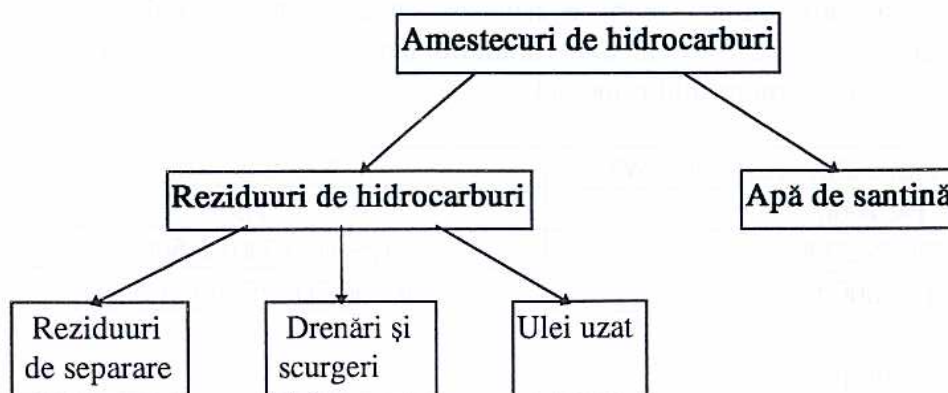 Amestecuri de hidrocarburi
Reziduuri de hidrocarburi
Apă de santină
Reziduuri
de separare
Drenări și
scurgeri
Ulei uzat